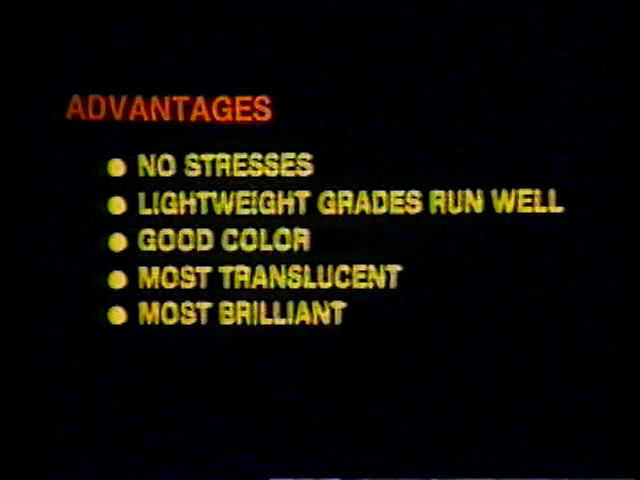 ADVANTAGES
● NO STRESSES
● LIGHTWEIGHT GRADES RUN WELL
● GOOD COLOR
● MOST TRANSLUCENT
● MOST BRILLIANT